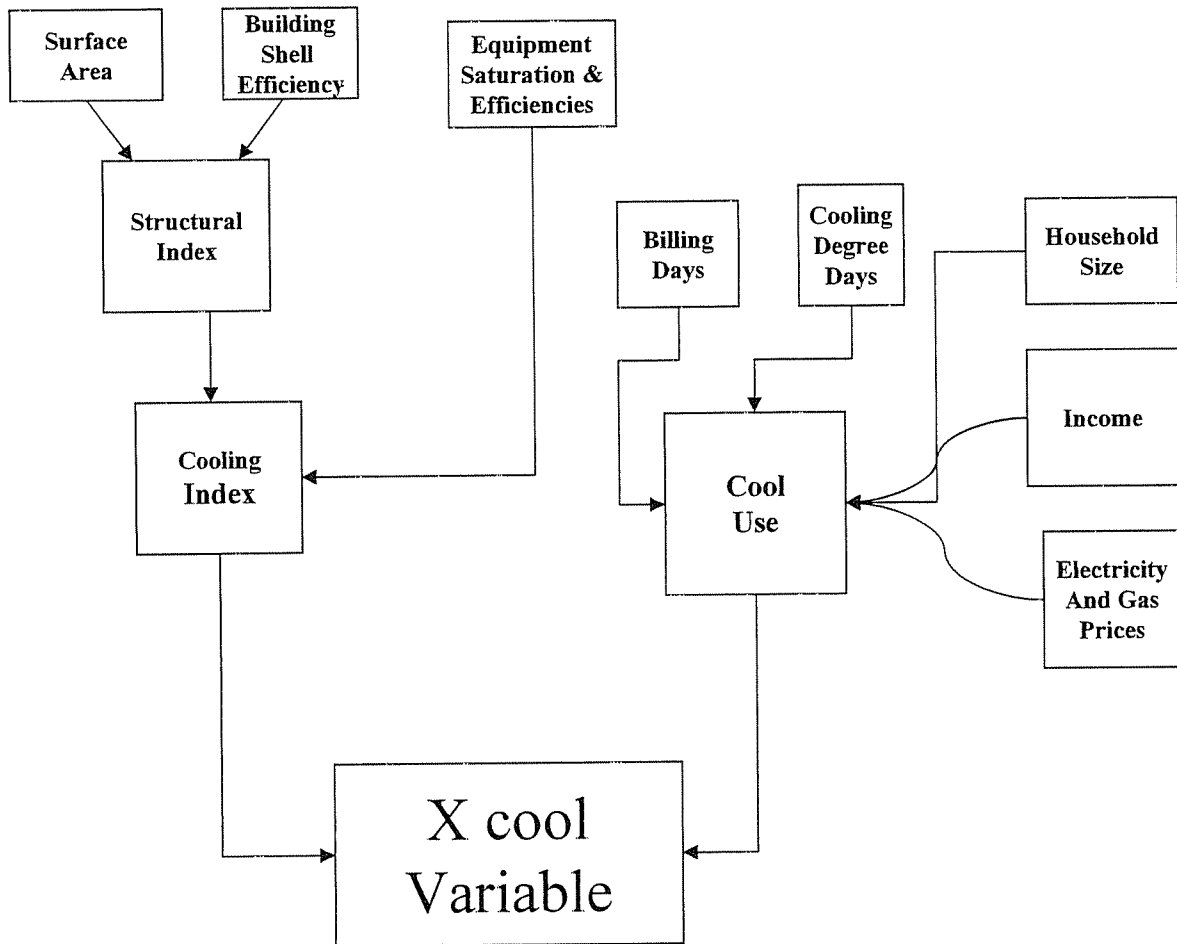 Surface
Area
Building
Shell
Efficiency
Equipment
Saturation &
Efficiencies
Structural
Index
Billing
Days
Cooling
Degree
Days
Household
Size
Income
Cooling
Index
Cool
Use
Electricity
And Gas
Prices
X cool
Variable